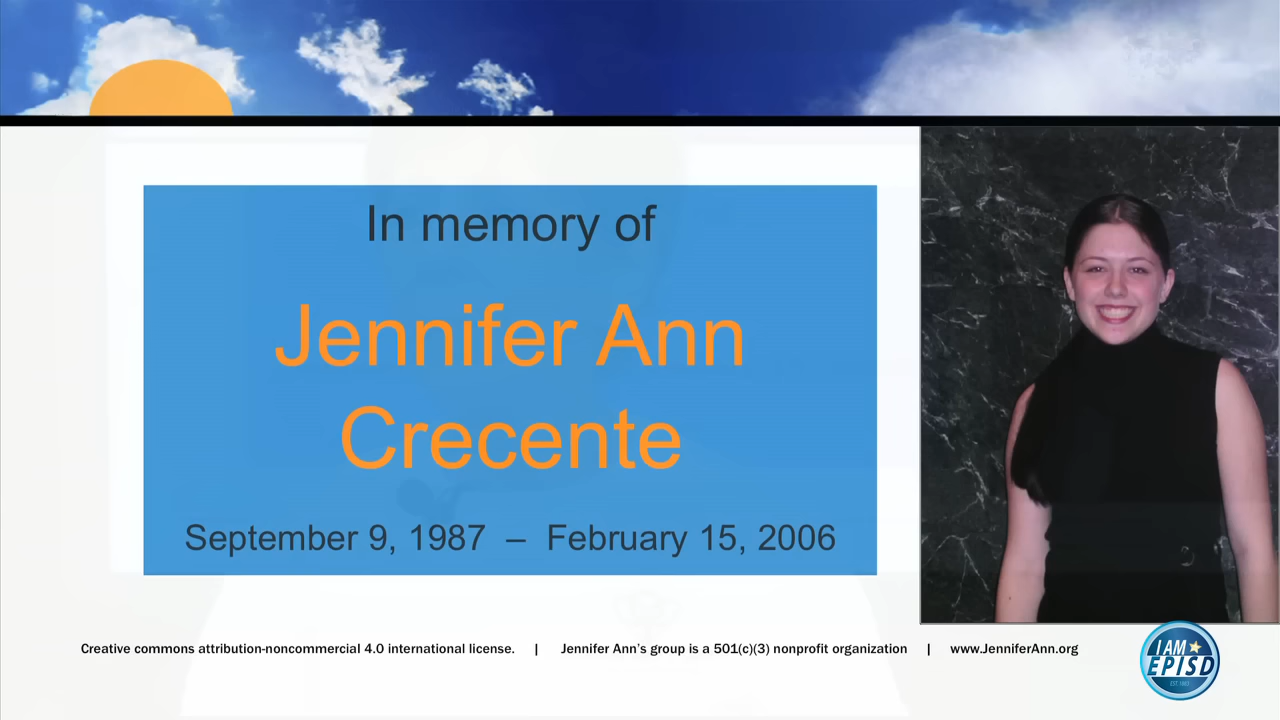 In memory of
Jennifer Ann
Crecente
September 9, 1987 – February 15, 2006
Creative commons attribution-noncommercial 4.0 international license. | Jennifer Ann's group is a 501(c)(3) nonprofit organization | www.JenniferAnn.org
I AM
EPISD